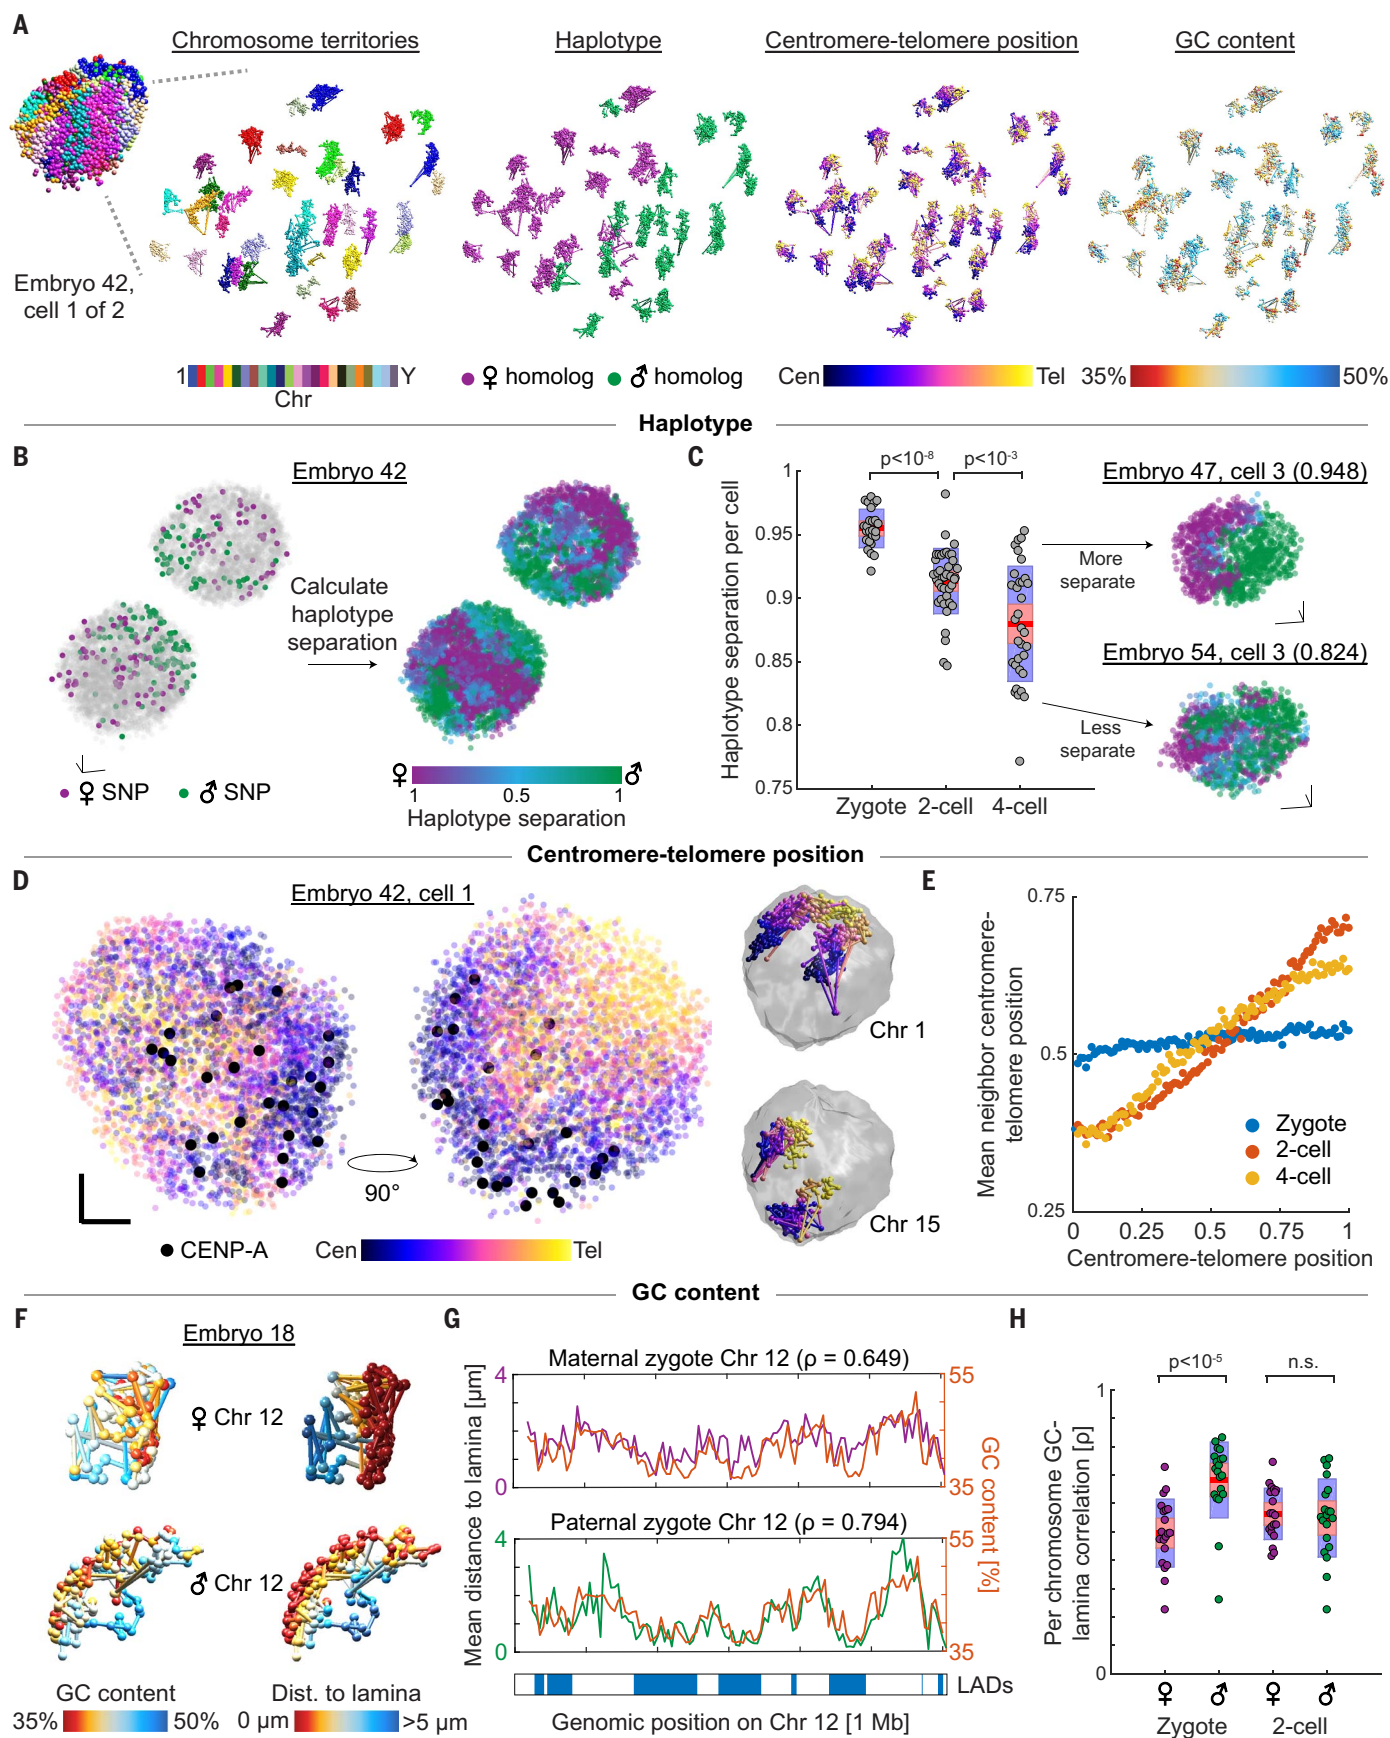 A
Chromosome territories
Haplotype
Centromere-telomere position
GC content
Embryo 42,
cell 1 of 2
1
Y
Chr
♀ homolog ♂ homolog
Cen
Tel
35%
50%
Haplotype
B
Embryo 42
Calculate
haplotype
separation
♀ SNP ♂ SNP
♀
♂
1
0.5
1
Haplotype separation
C
p<10-8
p<10-3
Haplotype separation per cell
1
0.95
0.9
0.85
0.8
0.75
Zygote
2-cell
4-cell
Embryo 47, cell 3 (0.948)
More
separate
Embryo 54, cell 3 (0.824)
Less
separate
Centromere-telomere position
D
Embryo 42, cell 1
90°
CENP-A
Cen
Tel
Chr 1
Chr 15
E
Mean neighbor centromere-
telomere position
0.75
0.5
0.25
0
0.25
0.5
0.75
1
Centromere-telomere position
Zygote
2-cell
4-cell
GC content
F
Embryo 18
♀ Chr 12
♂ Chr 12
GC content
35%
50%
Dist. to lamina
0 µm
>5 µm
G
Maternal zygote Chr 12 (ρ = 0.649)
4
0
55
35
Paternal zygote Chr 12 (ρ = 0.794)
4
0
55
35
Mean distance to lamina [µm]
GC content [%]
LADs
Genomic position on Chr 12 [1 Mb]
H
p<10-5
n.s.
Per chromosome GC-
lamina correlation [ρ]
1
0
♀ ♂ ♀ ♂
Zygote
2-cell